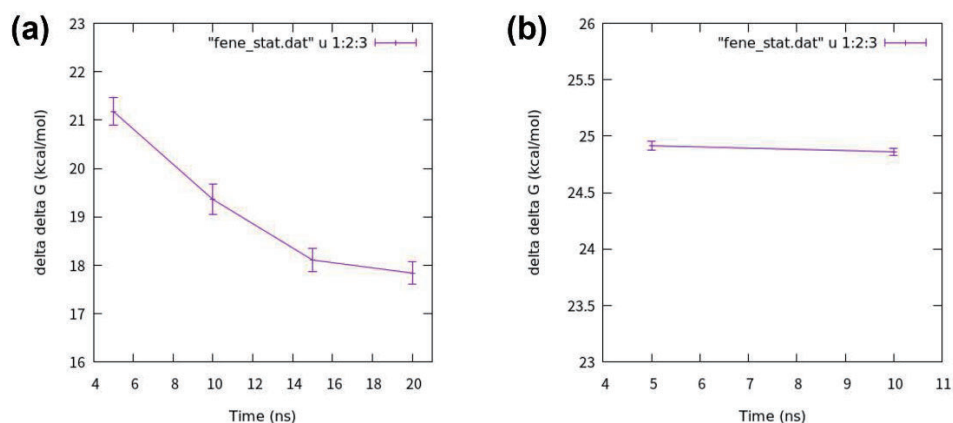 (a)
23
22
21
20
19
18
17
16
delta delta G (kcal/mol)
"fene_stat.dat" u 1:2:3
4 6 8 10 12 14 16 18 20
Time (ns)
(b)
26
25.5
25
24.5
24
23.5
23
delta delta G (kcal/mol)
"fene_stat.dat" u 1:2:3
4 5 6 7 8 9 10 11
Time (ns)